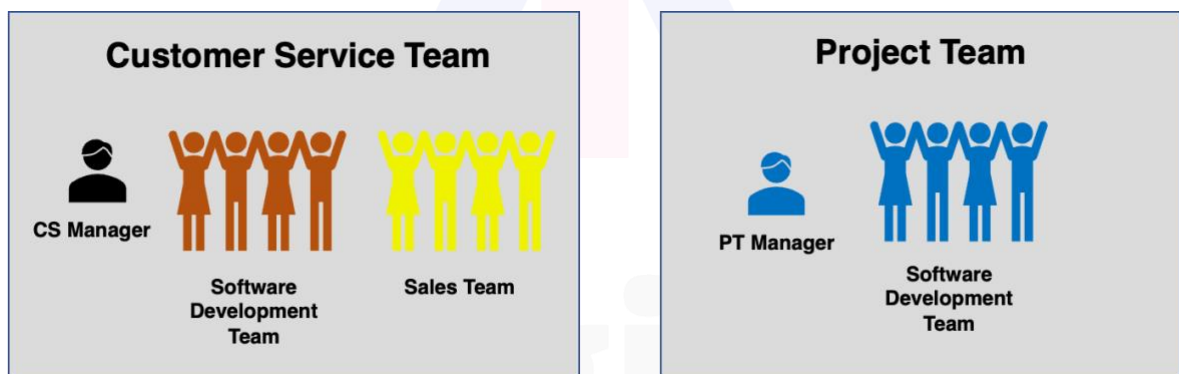 Customer Service Team
CS Manager
Software
Development
Team
Sales Team
Project Team
PT Manager
Software
Development
Team